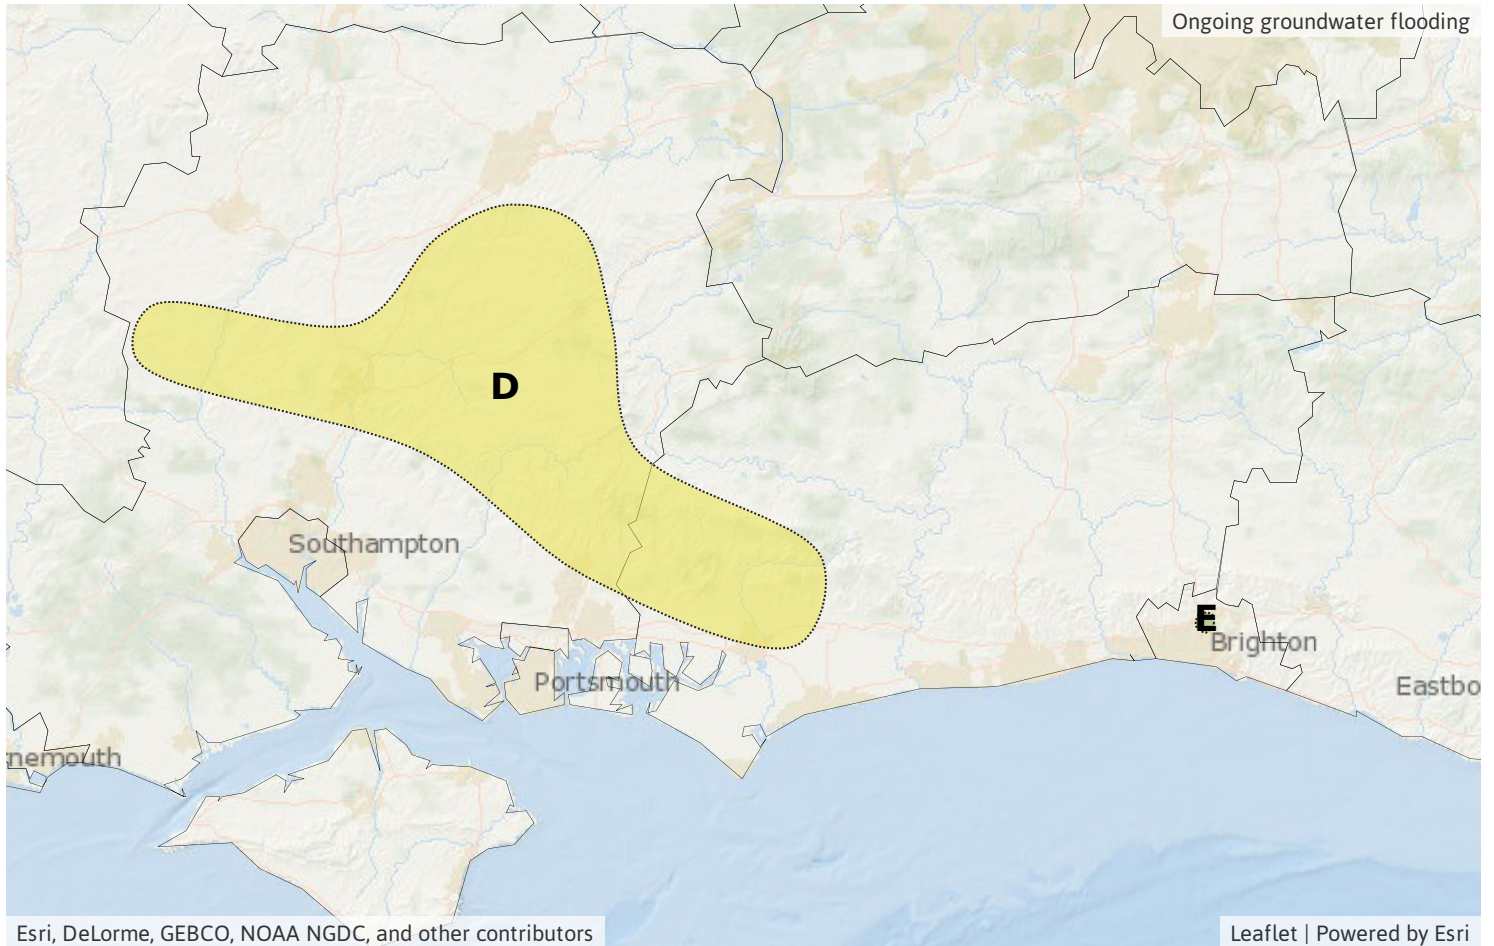 Ongoing groundwater flooding
D
Southampton
E
Brighton
Portsmouth
Eastbo
nemouth
Esri, DeLorme, GEBCO, NOAA NGDC, and other contributors
Leaflet | Powered by Esri